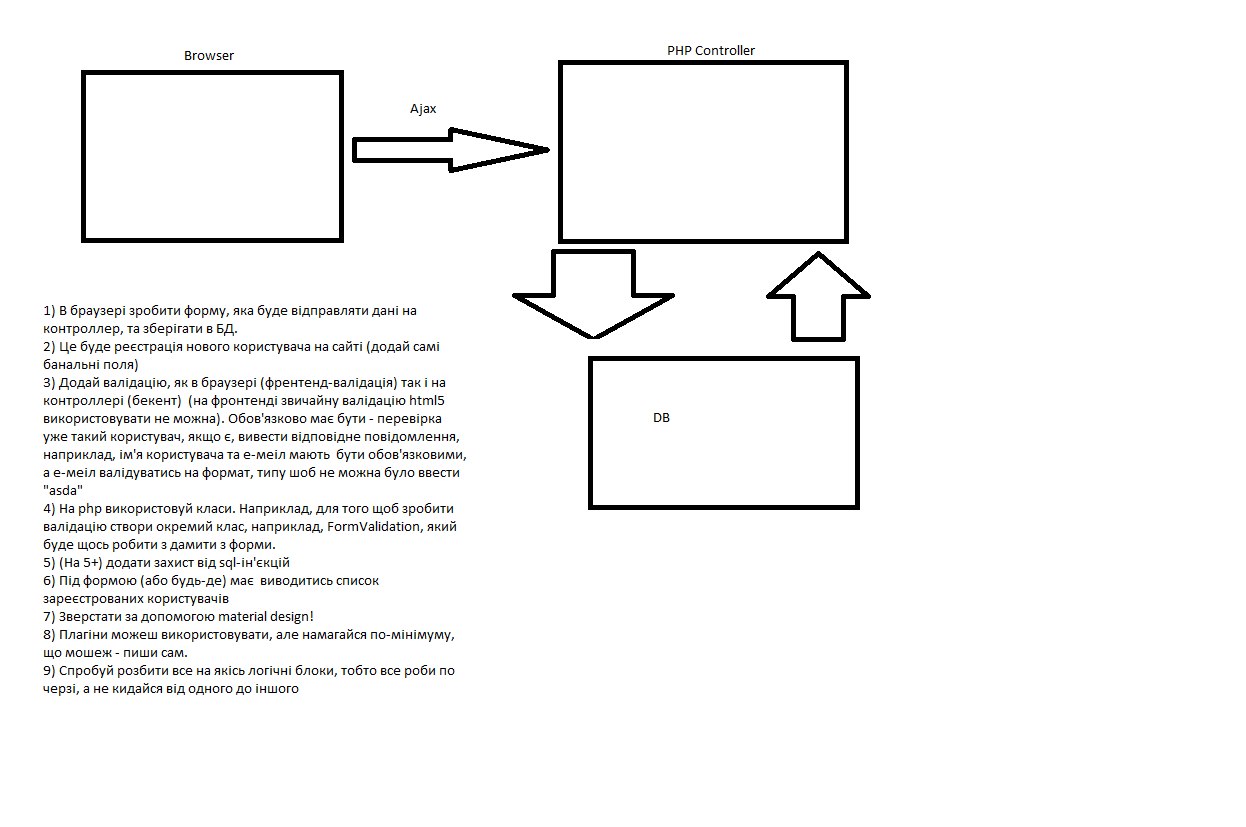 Browser
PHP Controller
Ajax
DB
1) В браузері зробити форму, яка буде відправляти дані на
контроллер, та зберігати в БД.
2) Це буде реєстрація нового користувача на сайті (додай самі
банальні поля)
3) Додай валідацію, як в браузері (френтенд-валідація) так і на
контроллері (бекент)  (на фронтенді звичайну валідацію html5
використовувати не можна). Обов'язково має бути - перевірка
уже такий користувач, якщо є, вивести відповідне повідомлення,
наприклад, ім'я користувача та е-меіл мають  бути обов'язковими,
а е-меіл валідуватись на формат, типу шоб не можна було ввести
"asda"
4) На php використовуй класи. Наприклад, для того щоб зробити
валідацію створи окремий клас, наприклад, FormValidation, який
буде щось робити з дамити з форми.
5) (На 5+) додати захист від sql-ін'єкцій
6) Під формою (або будь-де) має  виводитись список
зареєстрованих користувачів
7) Зверстати за допомогою material design!
8) Плагіни можеш використовувати, але намагайся по-мінімуму,
що мошеж - пиши сам.
9) Спробуй розбити все на якісь логічні блоки, тобто все роби по
черзі, а не кидайся від одного до іншого